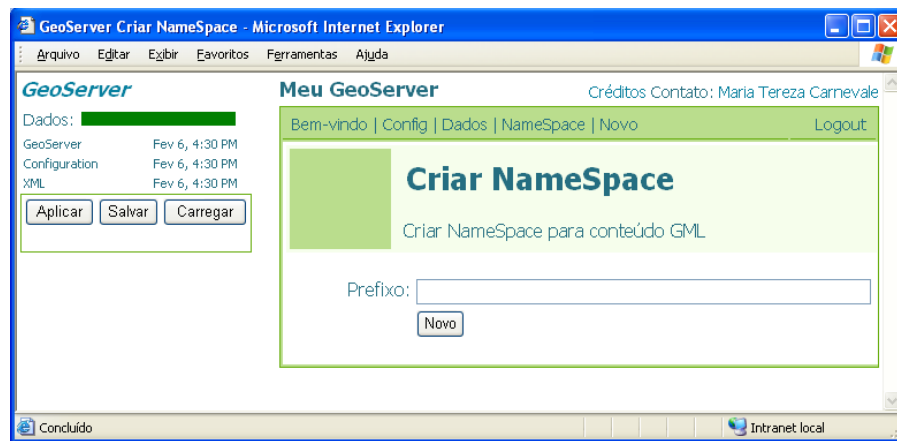 GeoServer Criar NameSpace - Microsoft Internet Explorer
Arquivo Editar Exibir Favoritos Ferramentas Ajuda
GeoServer
Dados:
GeoServer Fev 6, 4:30 PM
Configuration Fev 6, 4:30 PM
XML Fev 6, 4:30 PM
Aplicar Salvar Carregar
Meu GeoServer Créditos Contato: Maria Tereza Carnevale
Bem-vindo | Config | Dados | NameSpace | Novo Logout
Criar NameSpace
Criar NameSpace para conteúdo GML
Prefixo:
Novo
Concluído Intranet local